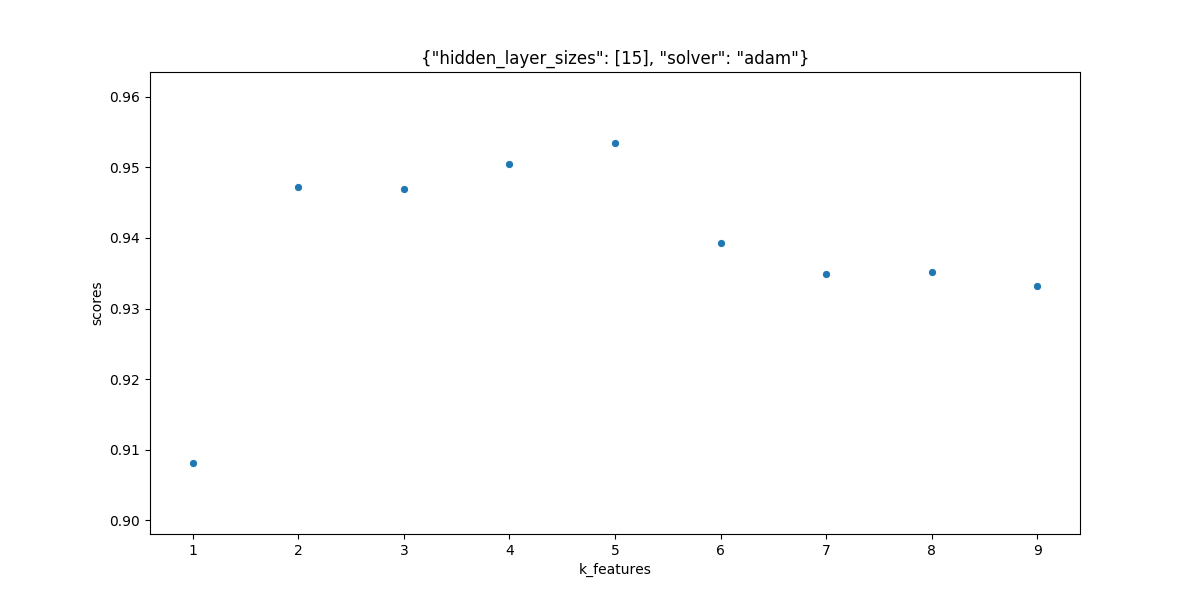 {"hidden_layer_sizes": [15], "solver": "adam"}
0.96
0.95
0.94
0.93
0.92
0.91
0.90
scores
1 2 3 4 5 6 7 8 9
k_features